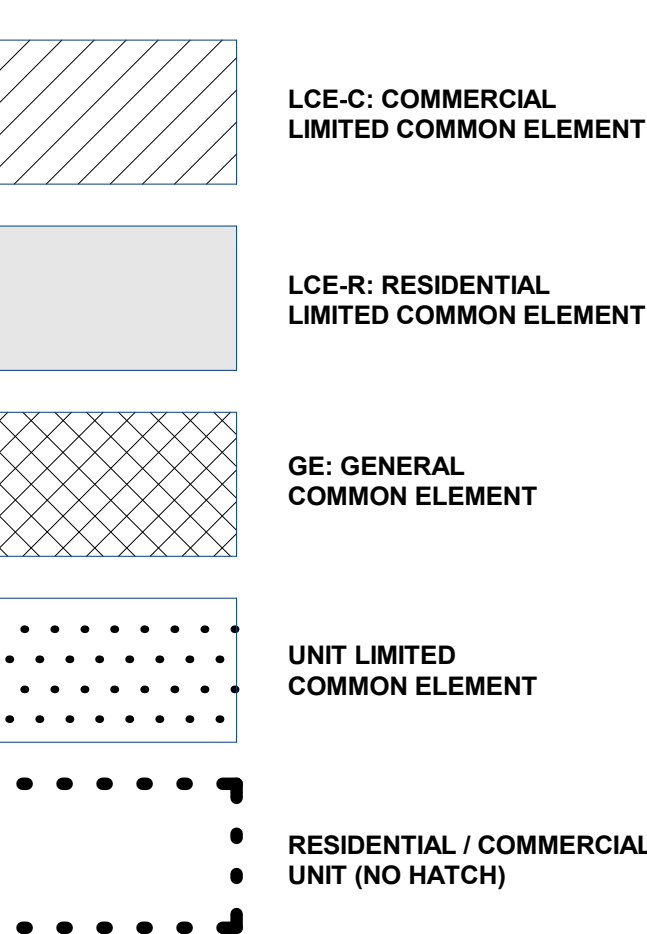 LCE-C: COMMERCIAL
LIMITED COMMON ELEMENT
LCE-R: RESIDENTIAL
LIMITED COMMON ELEMENT
GE: GENERAL
COMMON ELEMENT
UNIT LIMITED
COMMON ELEMENT
RESIDENTIAL / COMMERCIAL
UNIT (NO HATCH)